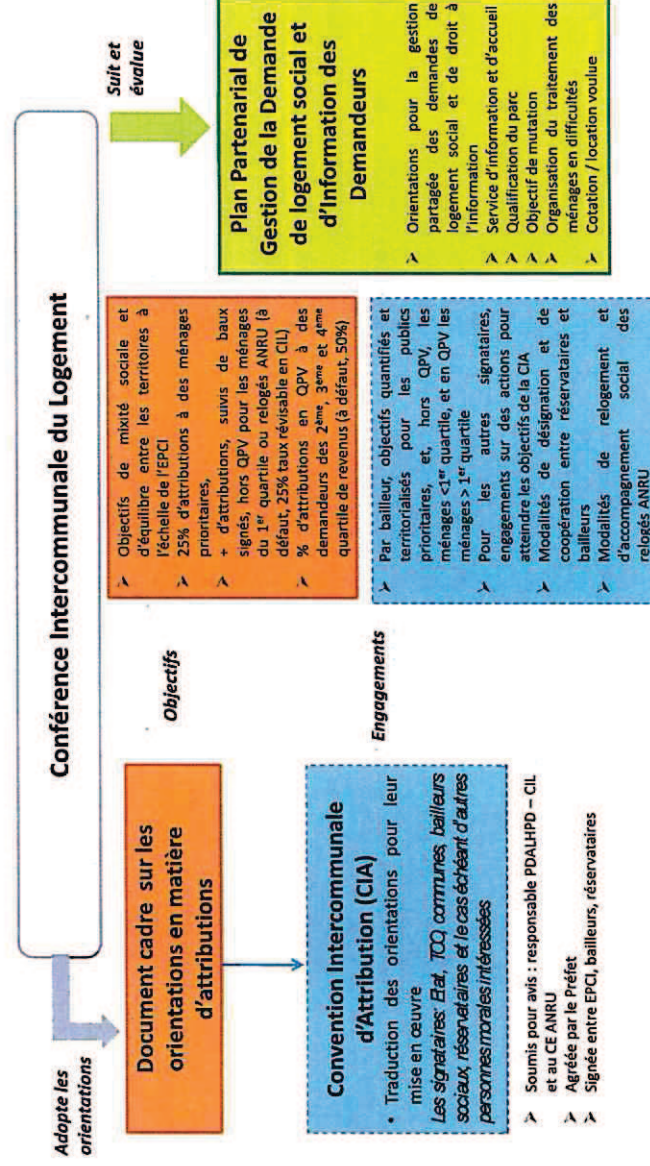 Conférence Intercommunale du Logement
Adopte les
orientations
Suit et
évalue
Document cadre sur les
orientations en matière
d'attributions
Objectifs
➢ Objectifs de mixité sociale et
d'équilibre entre les territoires à
l'échelle de l'EPCI
➢ 25% d'attributions à des ménages
prioritaires,
➢ + d'attributions, suivis de baux
signés, hors QPV pour les ménages
du 1er quartile ou relogés ANRU (à
défaut, 25% taux révisable en CIL)
➢ % d'attributions en QPV à des
demandeurs des 2ème, 3ème et 4ème
quartile de revenus (à défaut, 50%)
Plan Partenarial de
Gestion de la Demande
de logement social et
d'Information des
Demandeurs
➢ Orientations pour la gestion
partagée des demandes de
logement social et de droit à
l'information
➢ Service d'information et d'accueil
➢ Qualification du parc
➢ Objectif de mutation
➢ Organisation du traitement des
ménages en difficultés
➢ Cotation / location voulue
Convention Intercommunale
d'Attribution (CIA)
• Traduction des orientations pour leur
mise en œuvre
Les signataires: Etat, TCO, communes, bailleurs
sociaux, réservataires et le cas échéant d'autres
personnes morales intéressées
Engagements
➢ Par bailleur, objectifs quantifiés et
territorialisés pour les publics
prioritaires, et, hors QPV, les
ménages <1er quartile, et en QPV les
ménages > 1er quartile
➢ Pour les autres signataires,
engagements sur des actions pour
atteindre les objectifs de la CIA
➢ Modalités de désignation et de
coopération entre réservataires et
bailleurs
➢ Modalités de relogement et
d'accompagnement social des
relogés ANRU
➢ Soumis pour avis : responsable PDALHPD – CIL
et au CE ANRU
➢ Agréée par le Préfet
➢ Signée entre EPCI, bailleurs, réservataires